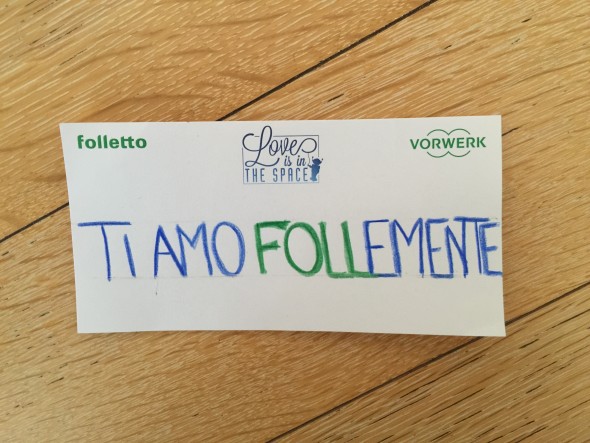 folletto
Love
is in
THE SPACE
VORWERK
TI AMO FOLLEMENTE